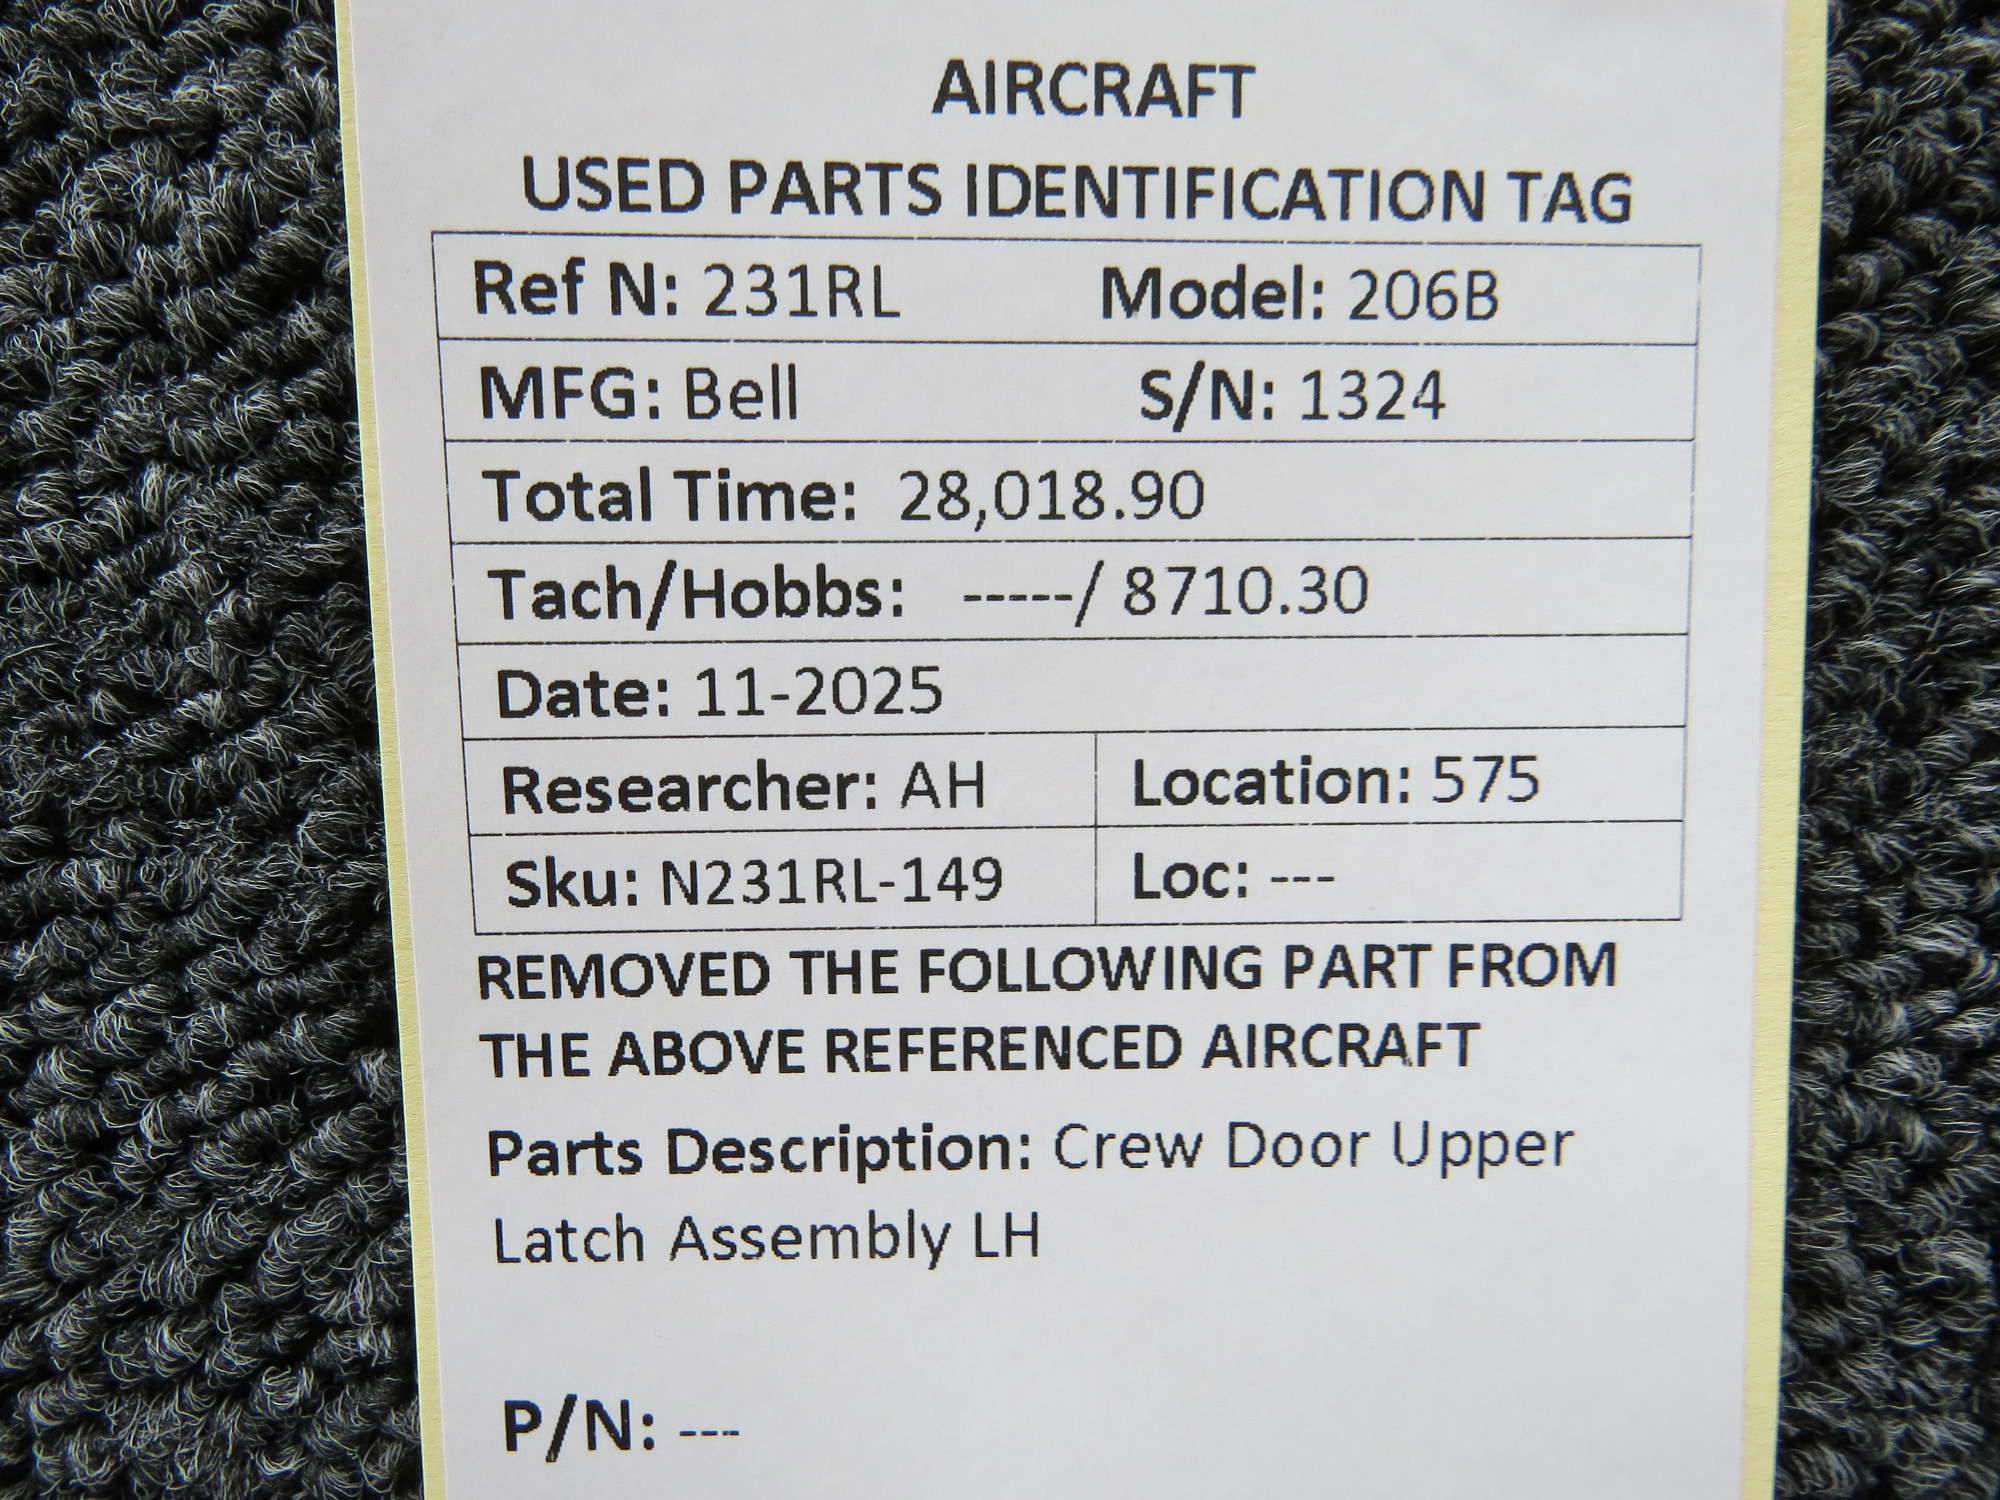 AIRCRAFT
USED PARTS IDENTIFICATION TAG
Ref N: 231RL Model: 206B
MFG: Bell S/N: 1324
Total Time: 28,018.90
Tach/Hobbs: -----/ 8710.30
Date: 11-2025
Researcher: AH Location: 575
Sku: N231RL-149 Loc: ---
REMOVED THE FOLLOWING PART FROM
THE ABOVE REFERENCED AIRCRAFT
Parts Description: Crew Door Upper
Latch Assembly LH
P/N: ---